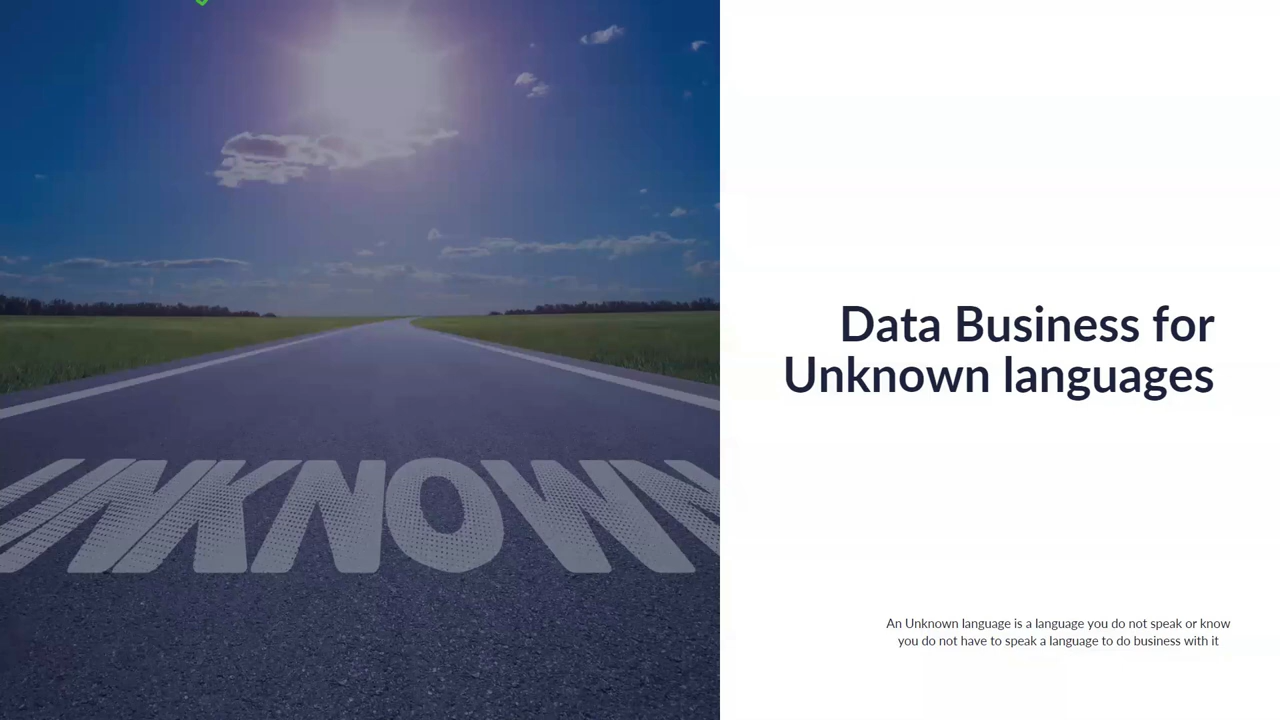 UNKNOWN
Data Business for
Unknown languages
An Unknown language is a language you do not speak or know
you do not have to speak a language to do business with it